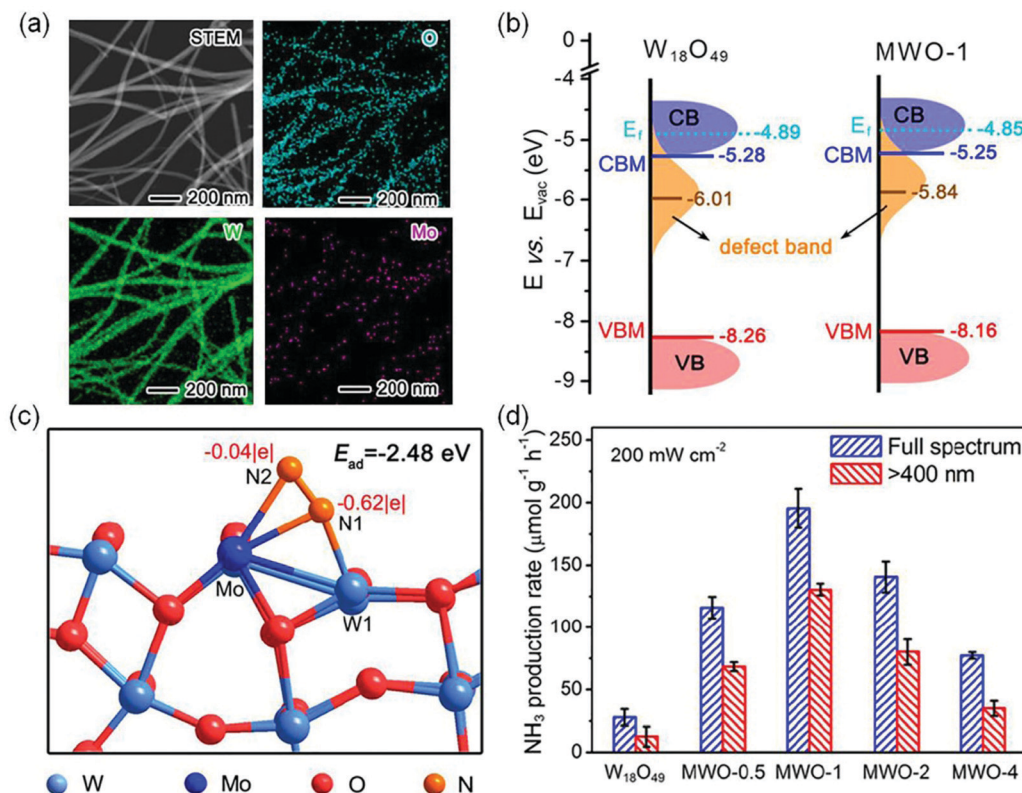 (a)
STEM
200 nm
O
200 nm
W
200 nm
Mo
200 nm
(b)
W₁₈O₄₉
MWO-1
E vs. Evac (eV)
0
-4
-5
-6
-7
-8
-9
CB
Ef
-4.89
CBM
-5.28
-6.01
defect band
VBM
-8.26
VB
CB
Ef
-4.85
CBM
-5.25
-5.84
VBM
-8.16
VB
(c)
-0.04|e|
Ead=-2.48 eV
N2
-0.62|e|
N1
Mo
W1
W
Mo
O
N
(d)
NH₃ production rate (μmol g⁻¹ h⁻¹)
250
200
150
100
50
0
200 mW cm⁻²
Full spectrum
>400 nm
W₁₈O₄₉ MWO-0.5 MWO-1 MWO-2 MWO-4